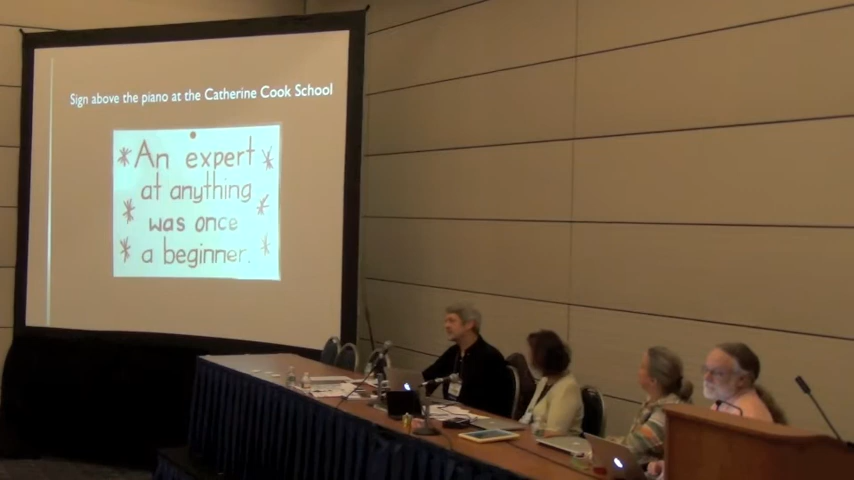 Sign above the piano at the Catherine Cook School
An expert
at anything
was once
a beginner.